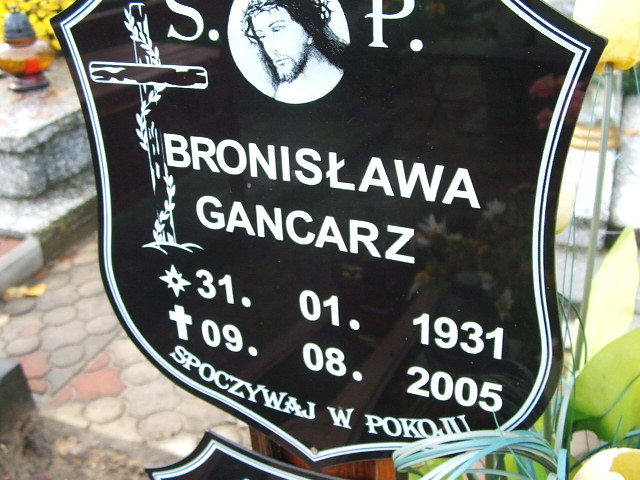 Ś. P.
BRONISŁAWA
GANCARZ
31. 01. 1931
09. 08. 2005
SPOCZYWAJ W POKOJU